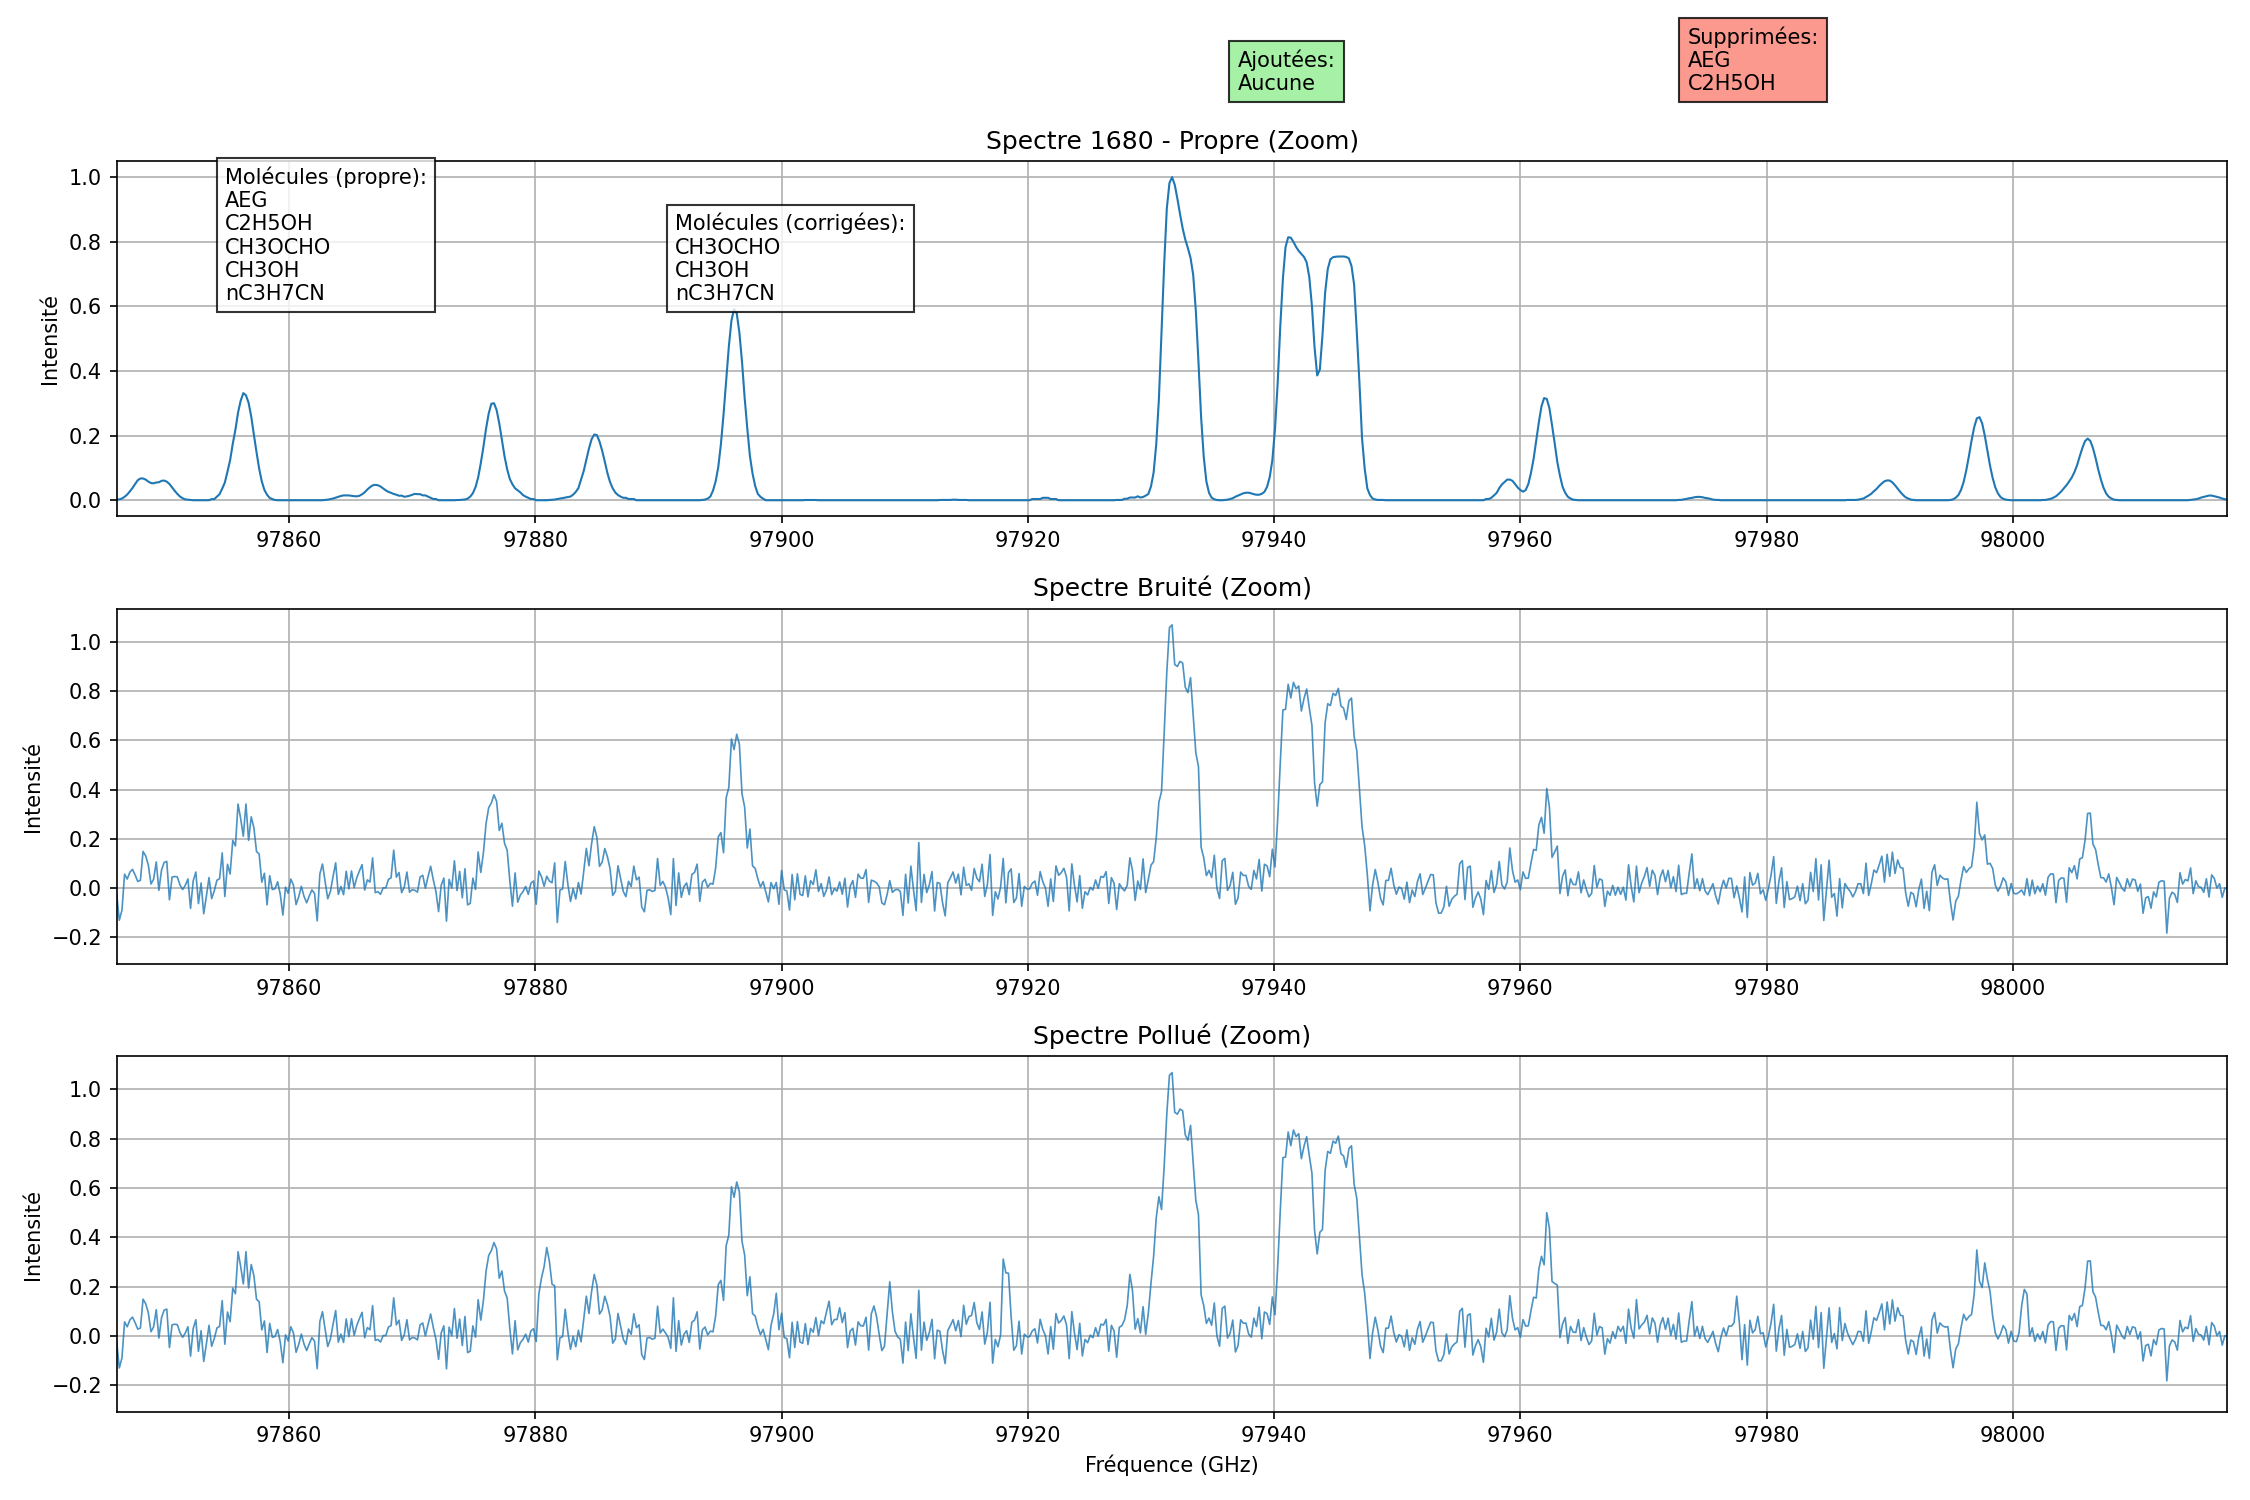 Ajoutées:
Aucune
Supprimées:
AEG
C2H5OH
Spectre 1680 - Propre (Zoom)
Molécules (propre):
AEG
C2H5OH
CH3OCHO
CH3OH
nC3H7CN
Molécules (corrigées):
CH3OCHO
CH3OH
nC3H7CN
Intensité
1.0
0.8
0.6
0.4
0.2
0.0
97860 97880 97900 97920 97940 97960 97980 98000
Spectre Bruité (Zoom)
Intensité
1.0
0.8
0.6
0.4
0.2
0.0
−0.2
97860 97880 97900 97920 97940 97960 97980 98000
Spectre Pollué (Zoom)
Intensité
1.0
0.8
0.6
0.4
0.2
0.0
−0.2
97860 97880 97900 97920 97940 97960 97980 98000
Fréquence (GHz)